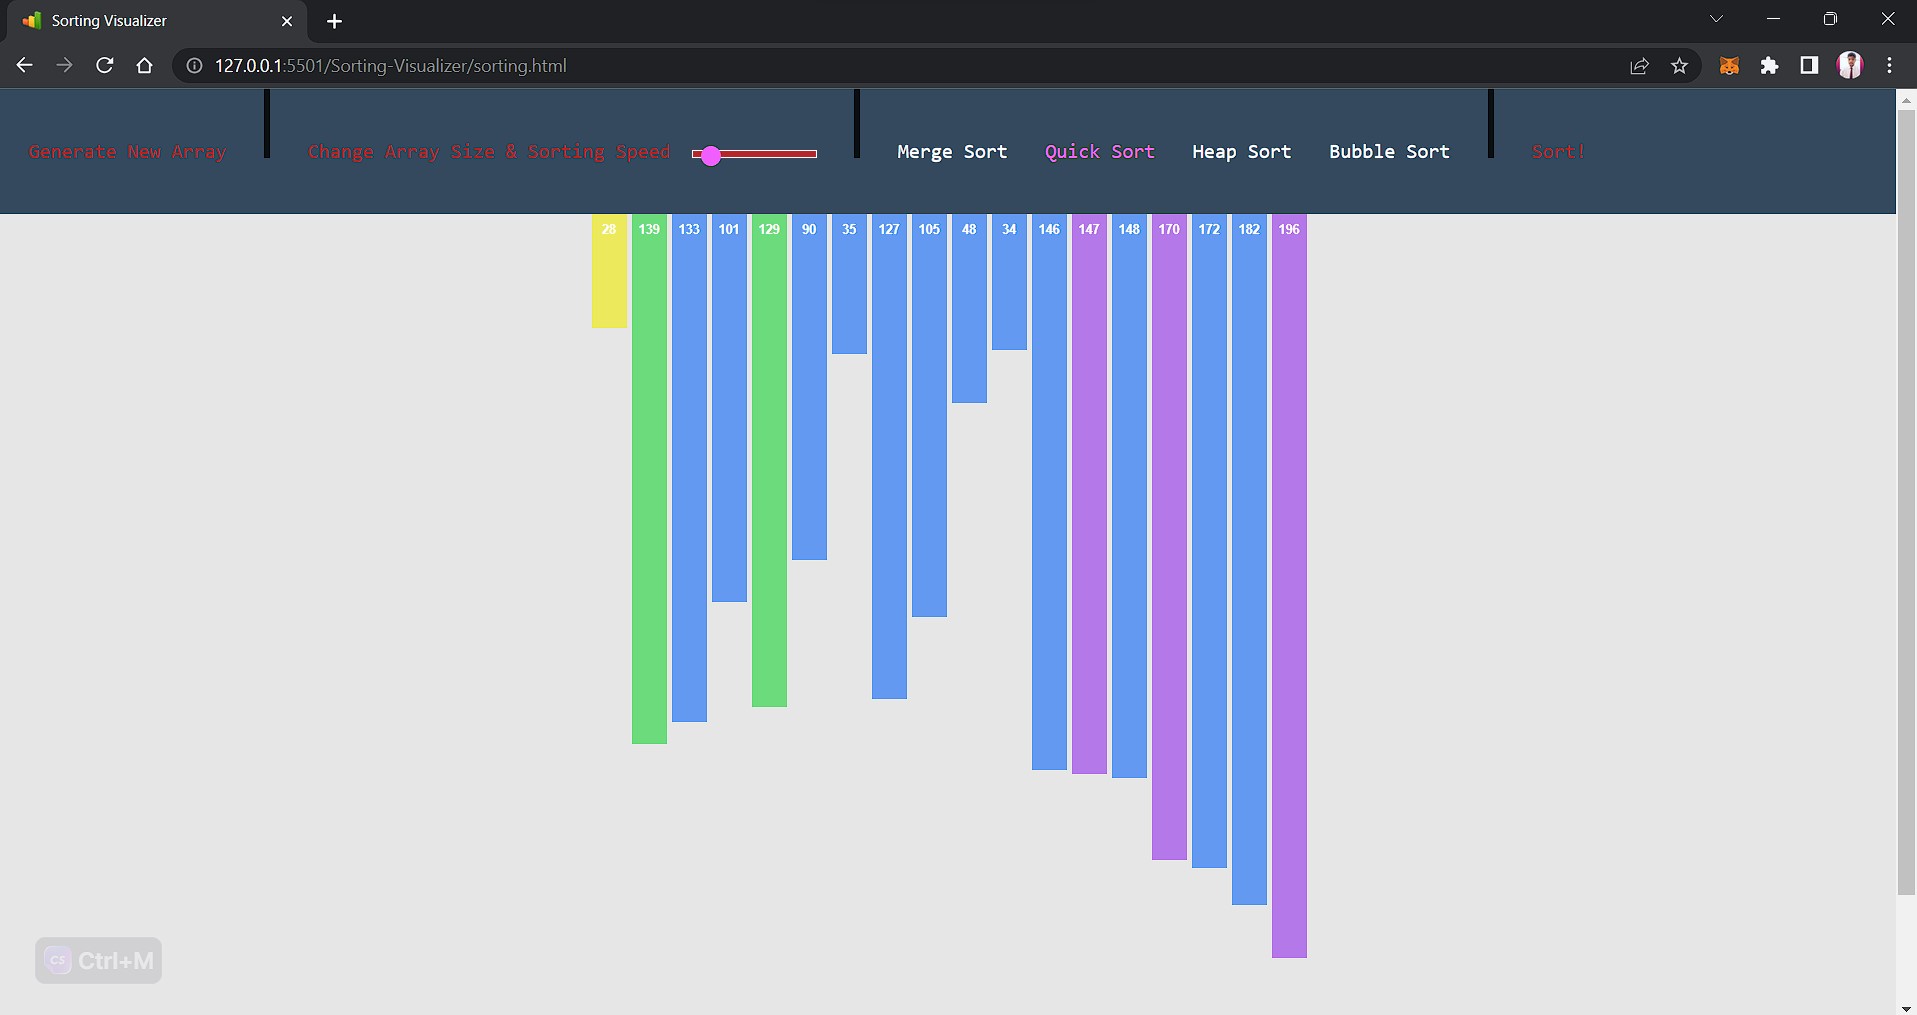 Sorting Visualizer
127.0.0.1:5501/Sorting-Visualizer/sorting.html
Generate New Array Change Array Size & Sorting Speed Merge Sort Quick Sort Heap Sort Bubble Sort Sort!
28 139 133 101 129 90 35 127 105 48 34 146 147 148 170 172 182 196
CS Ctrl+M